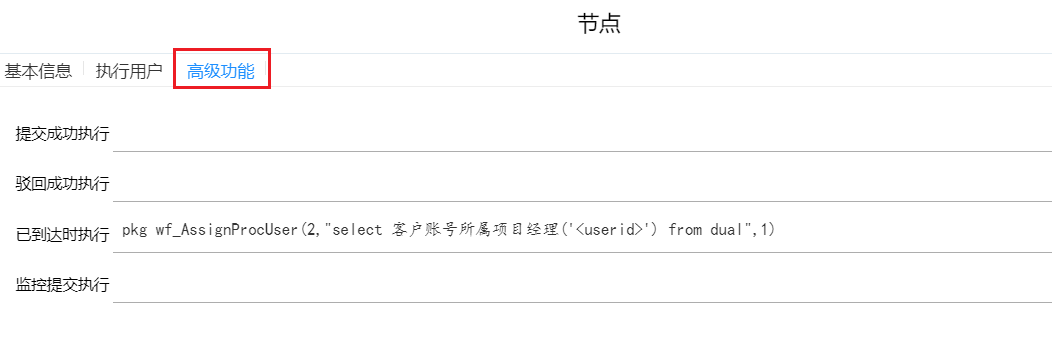 节点
基本信息 执行用户 高级功能
提交成功执行
驳回成功执行
已到达时执行 pkg wf_AssignProcUser(2,"select 客户账号所属项目经理('<userid>') from dual",1)
监控提交执行